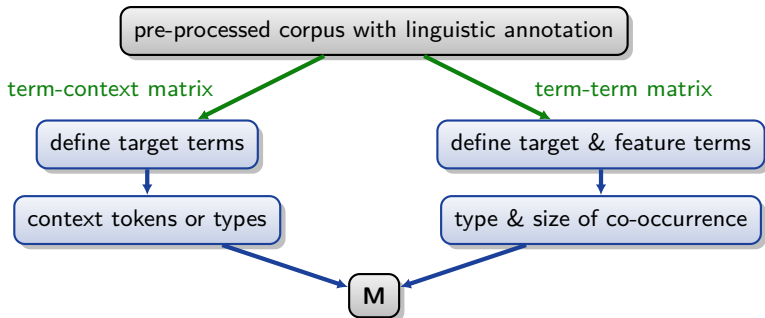 pre-processed corpus with linguistic annotation
term-context matrix
term-term matrix
define target terms
define target & feature terms
context tokens or types
type & size of co-occurrence
M